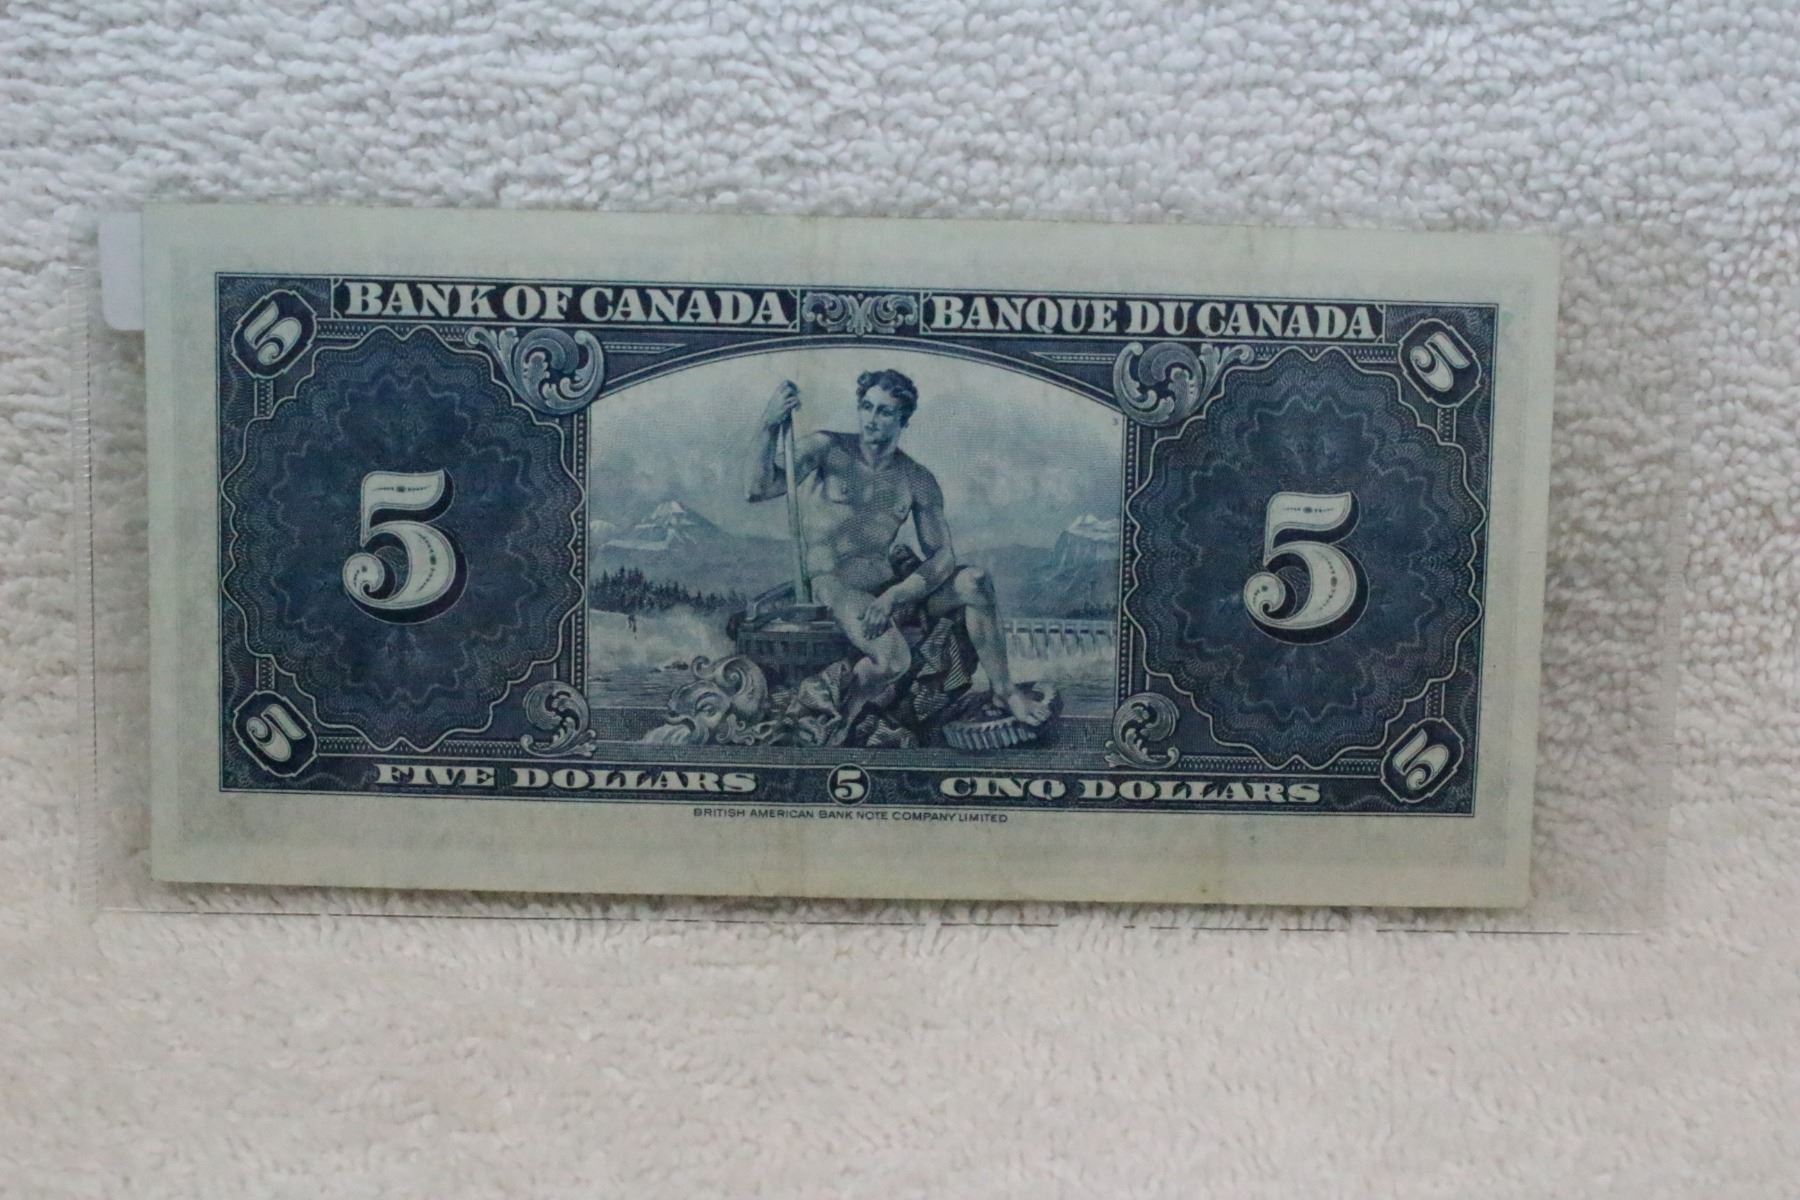 5 BANK OF CANADA BANQUE DU CANADA 5
5 5
5 FIVE DOLLARS 5 CINQ DOLLARS 5
BRITISH AMERICAN BANK NOTE COMPANY LIMITED